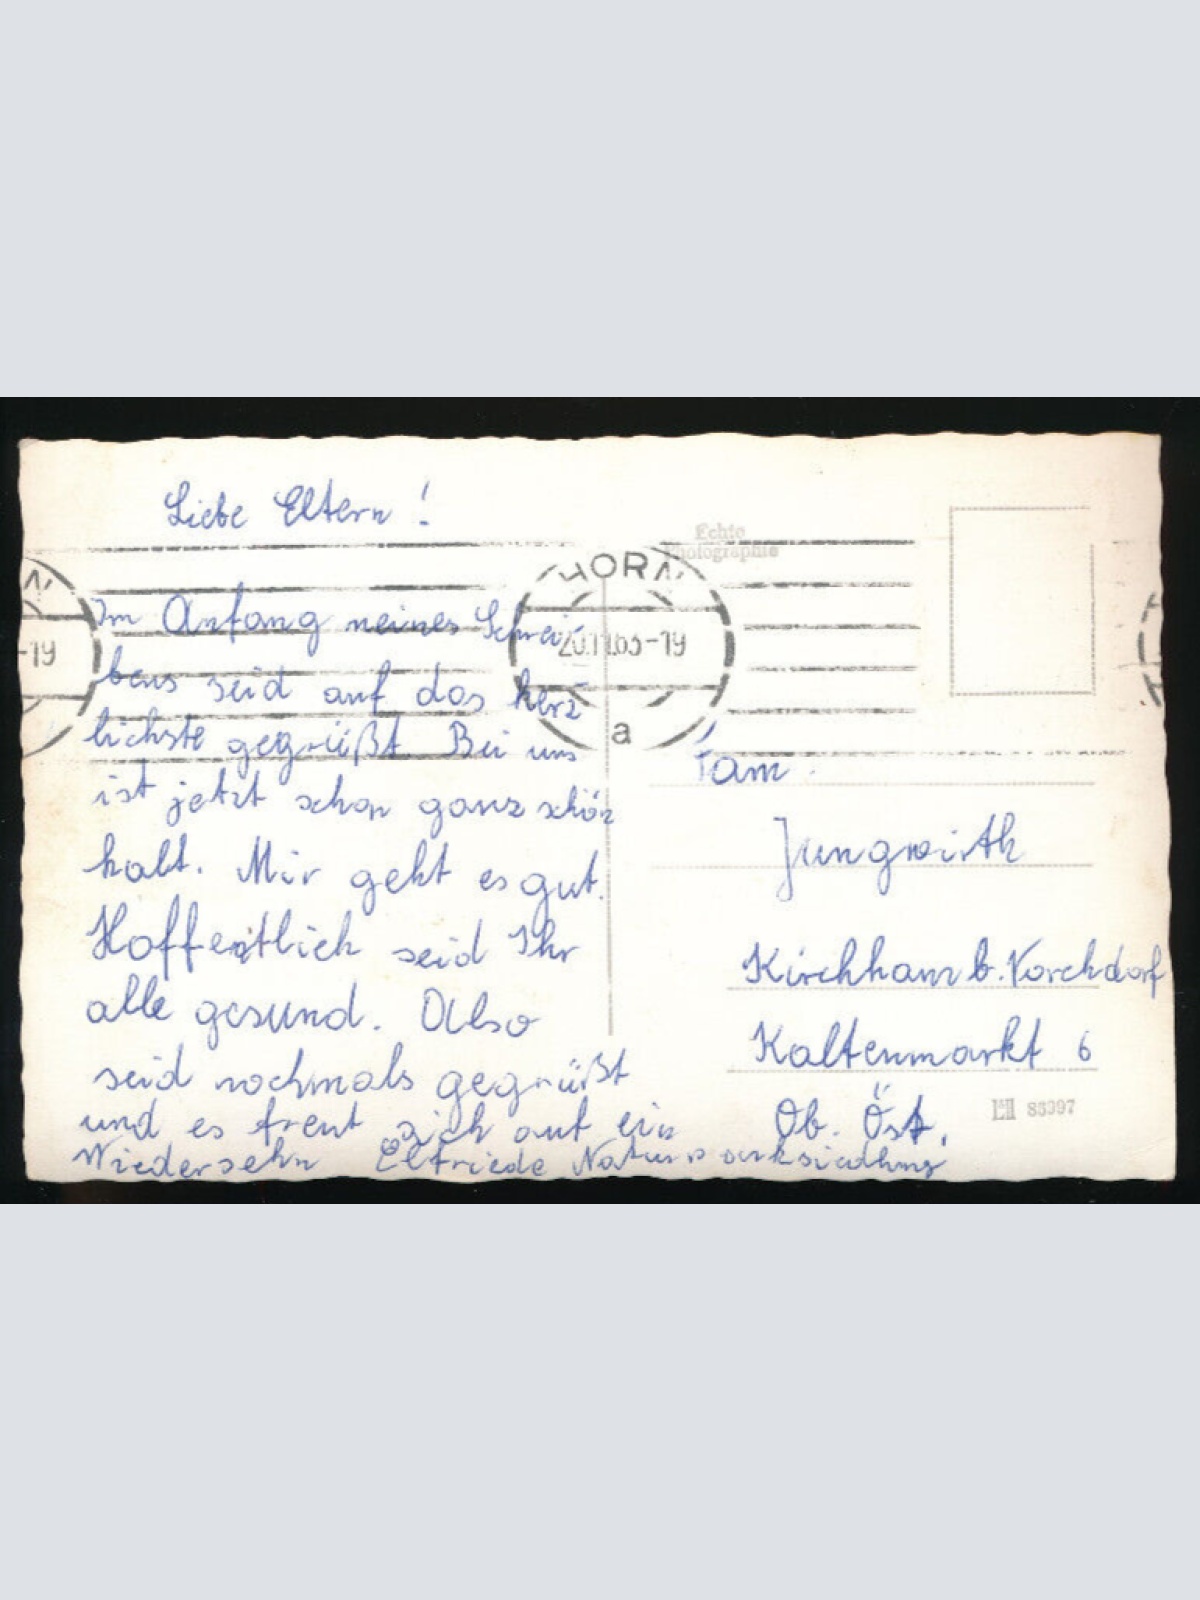 Liebe Eltern!
Im Anfang meines Schrei-
bens seid auf das herz-
lichste gegrüßt. Bei uns
ist jetzt schon ganz schön
kalt. Mir geht es gut.
Hoffentlich seid Ihr
alle gesund. Also
seid nochmals gegrüßt
und es freut sich auf ein
Wiedersehn Elfriede
Echte
Photographie
HORN
-19
20.11.63-19
a
Fam.
Jungwirth
Kirchham b. Vorchdorf
Kaltenmarkt 6
Ob. Öst.